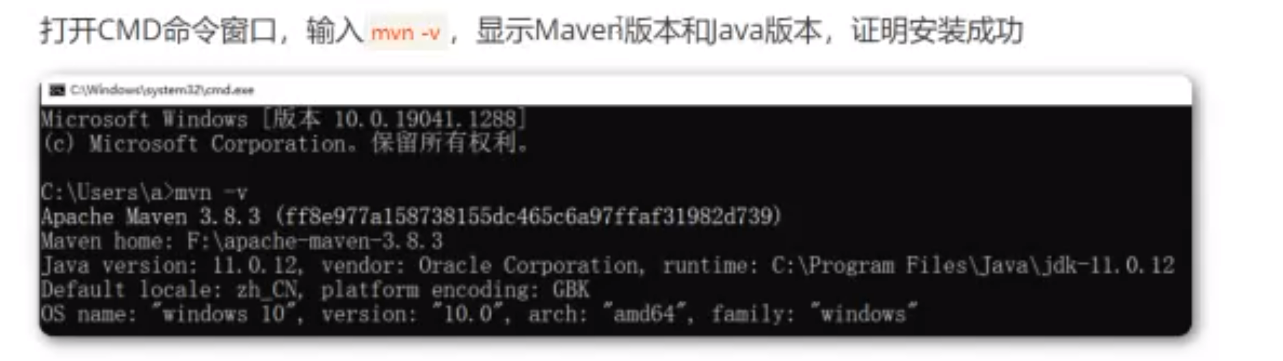 打开CMD命令窗口，输入 mvn -v ，显示Maven版本和Java版本，证明安装成功
C:\Windows\system32\cmd.exe
Microsoft Windows [版本 10.0.19041.1288]
(c) Microsoft Corporation。保留所有权利。
C:\Users\a>mvn -v
Apache Maven 3.8.3 (ff8e977a158738155dc465c6a97ffaf31982d739)
Maven home: F:\apache-maven-3.8.3
Java version: 11.0.12, vendor: Oracle Corporation, runtime: C:\Program Files\Java\jdk-11.0.12
Default locale: zh_CN, platform encoding: GBK
OS name: "windows 10", version: "10.0", arch: "amd64", family: "windows"